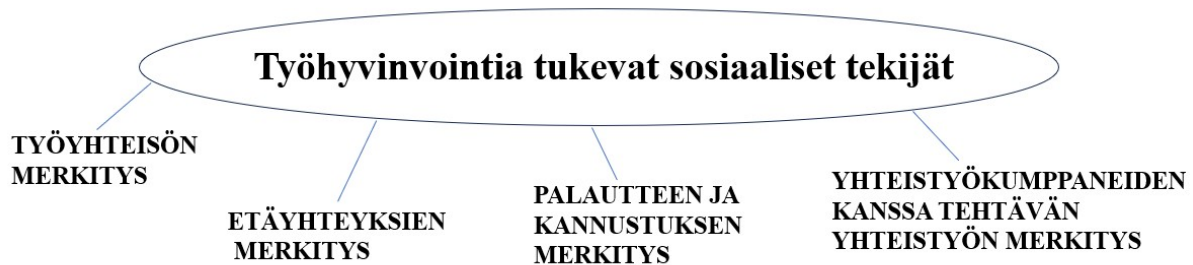 Työhyvinvointia tukevat sosiaaliset tekijät
TYÖYHTEISÖN
MERKITYS
ETÄYHTEYKSIEN
MERKITYS
PALAUTTEEN JA
KANNUSTUKSEN
MERKITYS
YHTEISTYÖKUMPPANEIDEN
KANSSA TEHTÄVÄN
YHTEISTYÖN MERKITYS